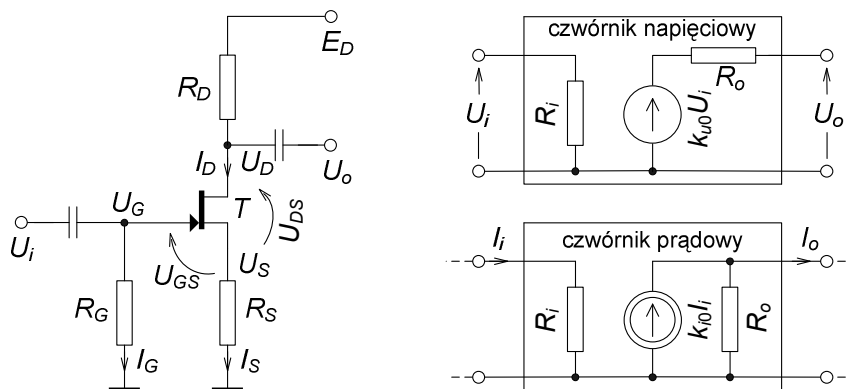 E_D
R_D
I_D
U_D
U_o
U_G
T
U_DS
U_i
U_GS
U_S
R_G
R_S
I_G
I_S
czwórnik napięciowy
R_o
U_i
R_i
k_u0U_i
U_o
czwórnik prądowy
I_i
I_o
R_i
k_i0I_i
R_o